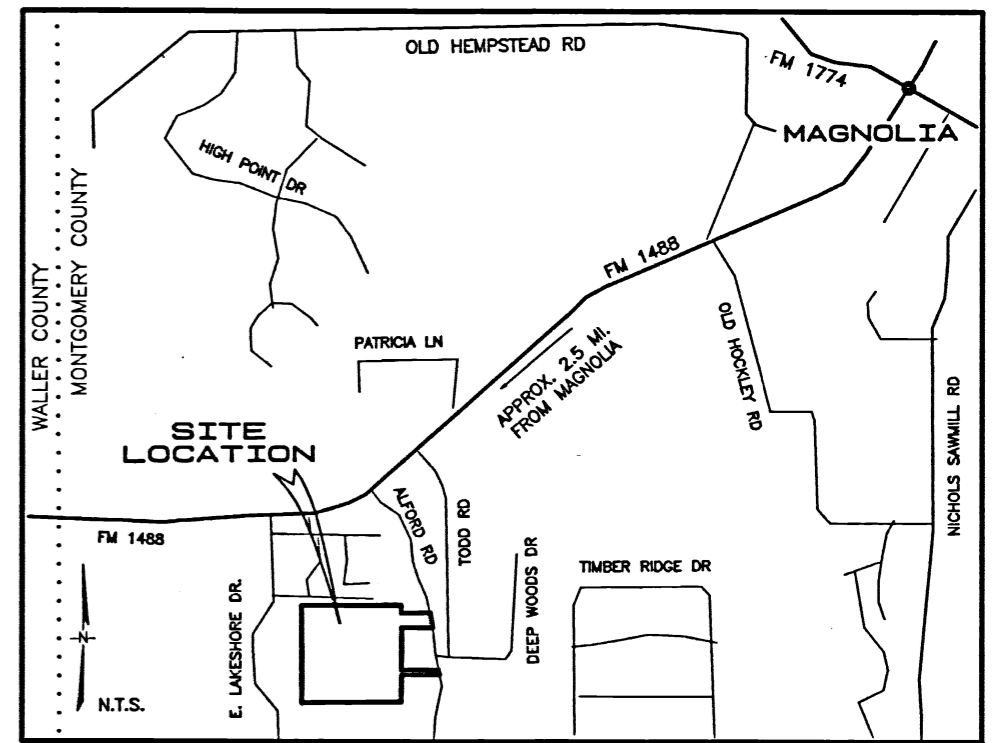 OLD HEMPSTEAD RD
FM 1774
MAGNOLIA
HIGH POINT DR
WALLER COUNTY
MONTGOMERY COUNTY
FM 1488
PATRICIA LN
APPROX. 2.5 MI.
FROM MAGNOLIA
OLD HOCKLEY RD
NICHOLS SAWMILL RD
SITE
LOCATION
FM 1488
ALFORD RD
TODD RD
DEEP WOODS DR
TIMBER RIDGE DR
E. LAKESHORE DR.
N
N.T.S.